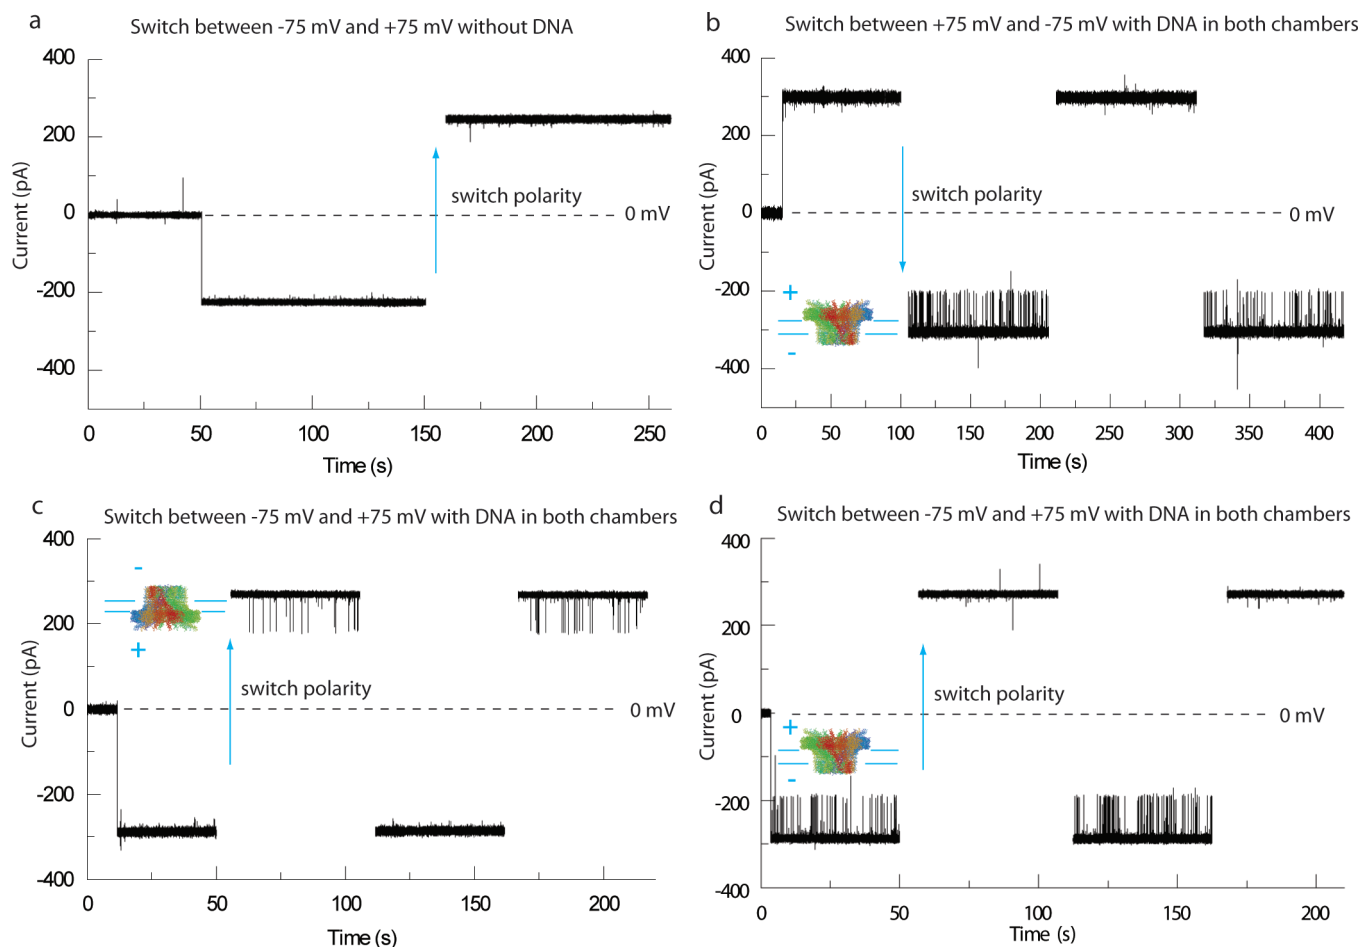 a
Switch between -75 mV and +75 mV without DNA
400
200
0
-200
-400
Current (pA)
switch polarity
0 mV
0 50 100 150 200 250
Time (s)
b
Switch between +75 mV and -75 mV with DNA in both chambers
400
200
0
-200
-400
Current (pA)
switch polarity
0 mV
+
-
0 50 100 150 200 250 300 350 400
Time (s)
c
Switch between -75 mV and +75 mV with DNA in both chambers
400
200
0
-200
-400
Current (pA)
-
+
switch polarity
0 mV
0 50 100 150 200
Time (s)
d
Switch between -75 mV and +75 mV with DNA in both chambers
400
200
0
-200
-400
Current (pA)
switch polarity
0 mV
+
-
0 50 100 150 200
Time (s)